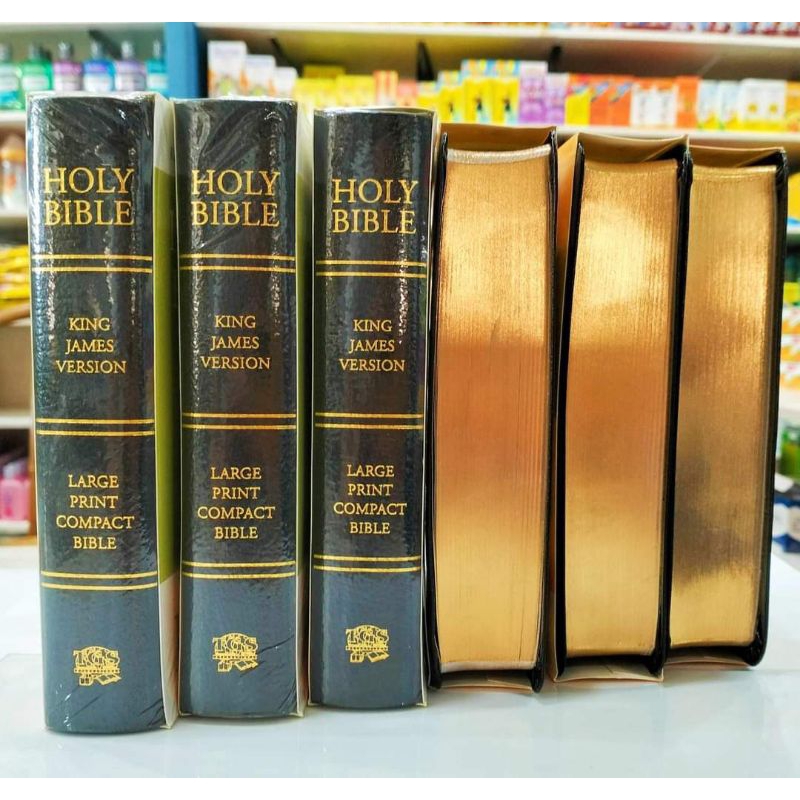 HOLY
BIBLE
KING
JAMES
VERSION
LARGE
PRINT
COMPACT
BIBLE
HOLY
BIBLE
KING
JAMES
VERSION
LARGE
PRINT
COMPACT
BIBLE
HOLY
BIBLE
KING
JAMES
VERSION
LARGE
PRINT
COMPACT
BIBLE